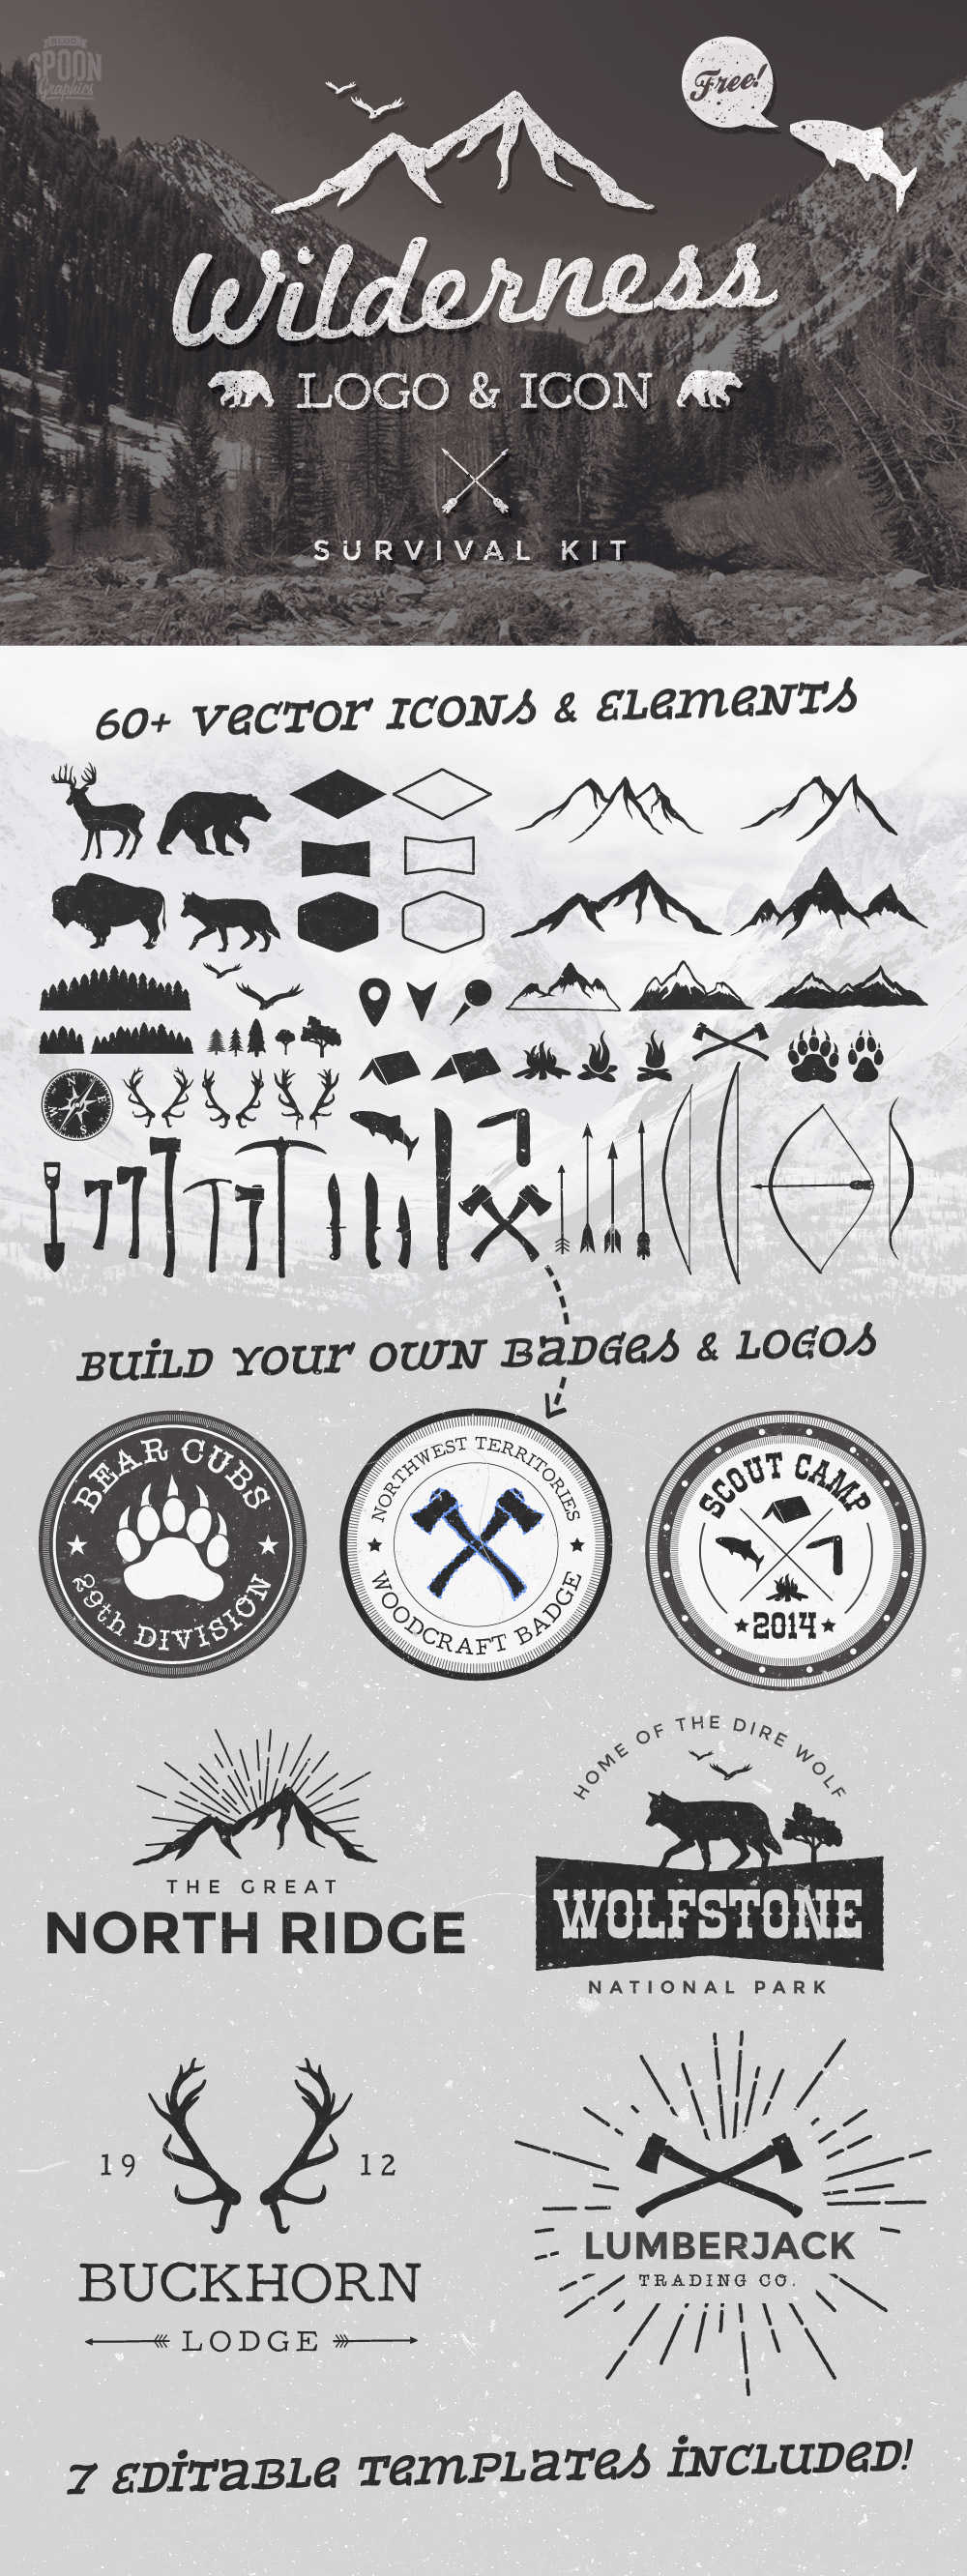 BLOG.
SPOON
Graphics
Free!
Wilderness
LOGO & ICON
SURVIVAL KIT
60+ VECTOR ICONS & ELEMENTS
N
E
S
W
BUILD YOUR OWN BADGES & LOGOS
BEAR CUBS
29th DIVISION
NORTHWEST TERRITORIES
WOODCRAFT BADGE
SCOUT CAMP
2014
THE GREAT
NORTH RIDGE
HOME OF THE DIRE WOLF
WOLFSTONE
NATIONAL PARK
19 12
BUCKHORN
LODGE
LUMBERJACK
TRADING CO.
7 EDITABLE TEMPLATES INCLUDED!